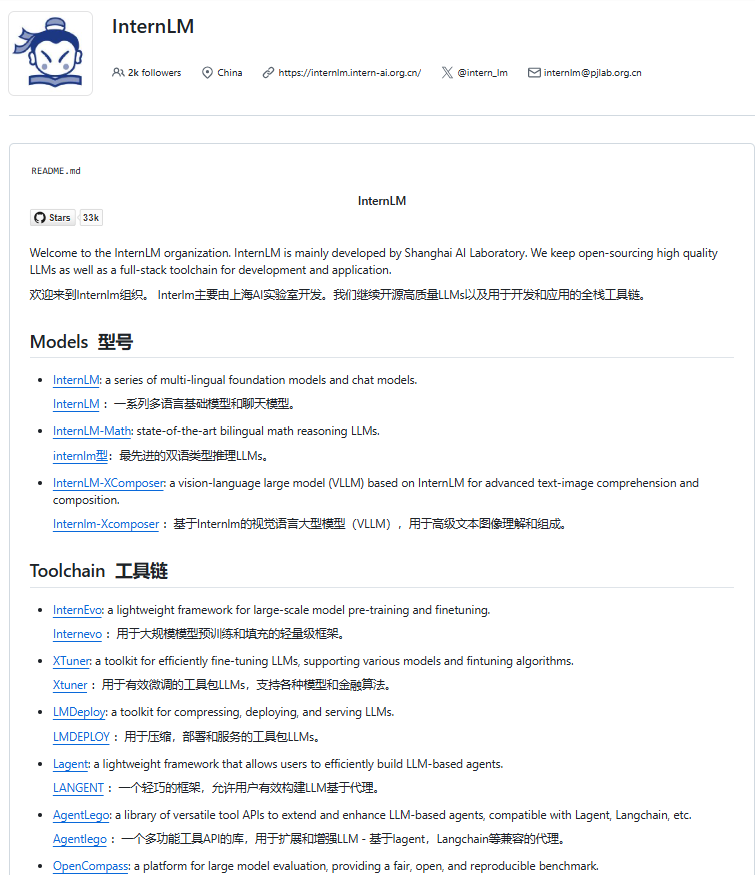 InternLM
2k followers China https://internlm.intern-ai.org.cn/ @intern_lm internlm@pjlab.org.cn
README.md
InternLM
Stars 33k
Welcome to the InternLM organization. InternLM is mainly developed by Shanghai AI Laboratory. We keep open-sourcing high quality
LLMs as well as a full-stack toolchain for development and application.
欢迎来到Internlm组织。 Interlm主要由上海AI实验室开发。我们继续开源高质量LLMs以及用于开发和应用的全栈工具链。
Models 型号
InternLM: a series of multi-lingual foundation models and chat models.
InternLM ：一系列多语言基础模型和聊天模型。
InternLM-Math: state-of-the-art bilingual math reasoning LLMs.
internlm型：最先进的双语类型推理LLMs。
InternLM-XComposer: a vision-language large model (VLLM) based on InternLM for advanced text-image comprehension and
composition.
Internlm-Xcomposer ：基于Internlm的视觉语言大型模型（VLLM），用于高级文本图像理解和组成。
Toolchain 工具链
InternEvo: a lightweight framework for large-scale model pre-training and finetuning.
Internevo ：用于大规模模型预训练和填充的轻量级框架。
XTuner: a toolkit for efficiently fine-tuning LLMs, supporting various models and fintuning algorithms.
Xtuner ：用于有效微调的工具包LLMs，支持各种模型和金融算法。
LMDeploy: a toolkit for compressing, deploying, and serving LLMs.
LMDEPLOY ：用于压缩，部署和服务的工具包LLMs。
Lagent: a lightweight framework that allows users to efficiently build LLM-based agents.
LANGENT ：一个轻巧的框架，允许用户有效构建LLM基于代理。
AgentLego: a library of versatile tool APIs to extend and enhance LLM-based agents, compatible with Lagent, Langchain, etc.
Agentlego ：一个多功能工具API的库，用于扩展和增强LLM - 基于lagent，Langchain等兼容的代理。
OpenCompass: a platform for large model evaluation, providing a fair, open, and reproducible benchmark.